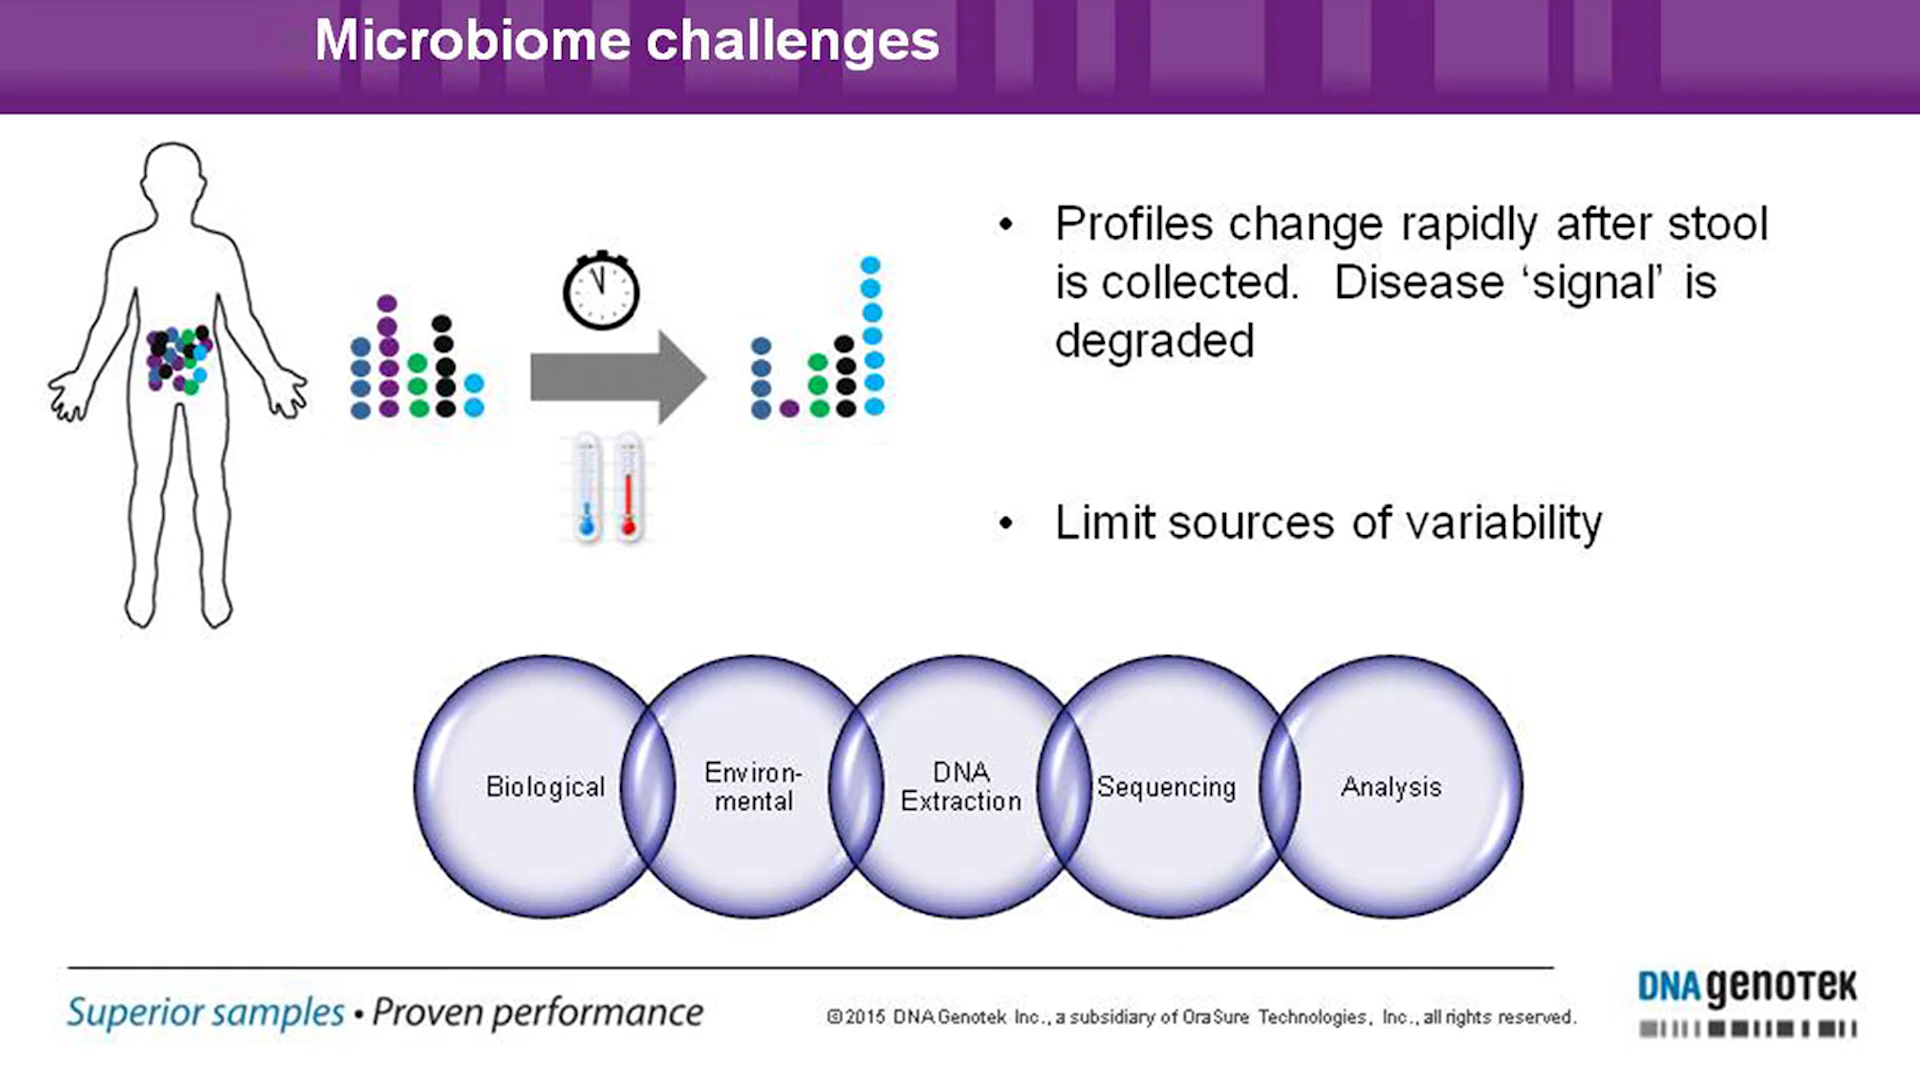 Microbiome challenges
• Profiles change rapidly after stool
is collected. Disease ‘signal’ is
degraded
• Limit sources of variability
Biological
Environ-
mental
DNA
Extraction
Sequencing
Analysis
Superior samples • Proven performance
©2015 DNA Genotek Inc., a subsidiary of OraSure Technologies, Inc., all rights reserved.
DNA genotek